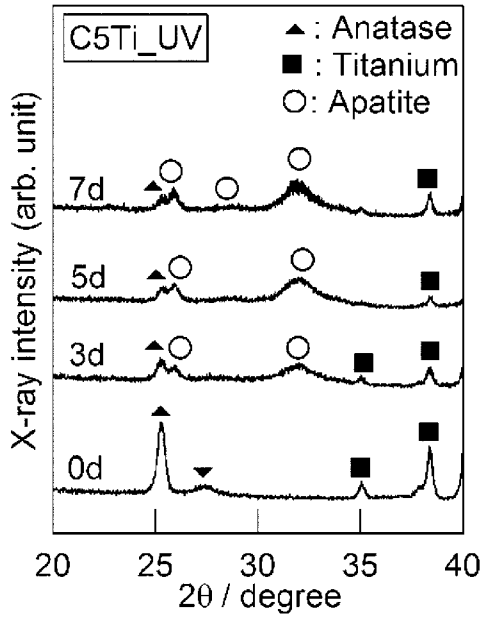 C5Ti_UV
▲: Anatase
■: Titanium
○: Apatite
7d
5d
3d
0d
X-ray intensity (arb. unit)
20 25 30 35 40
2θ / degree